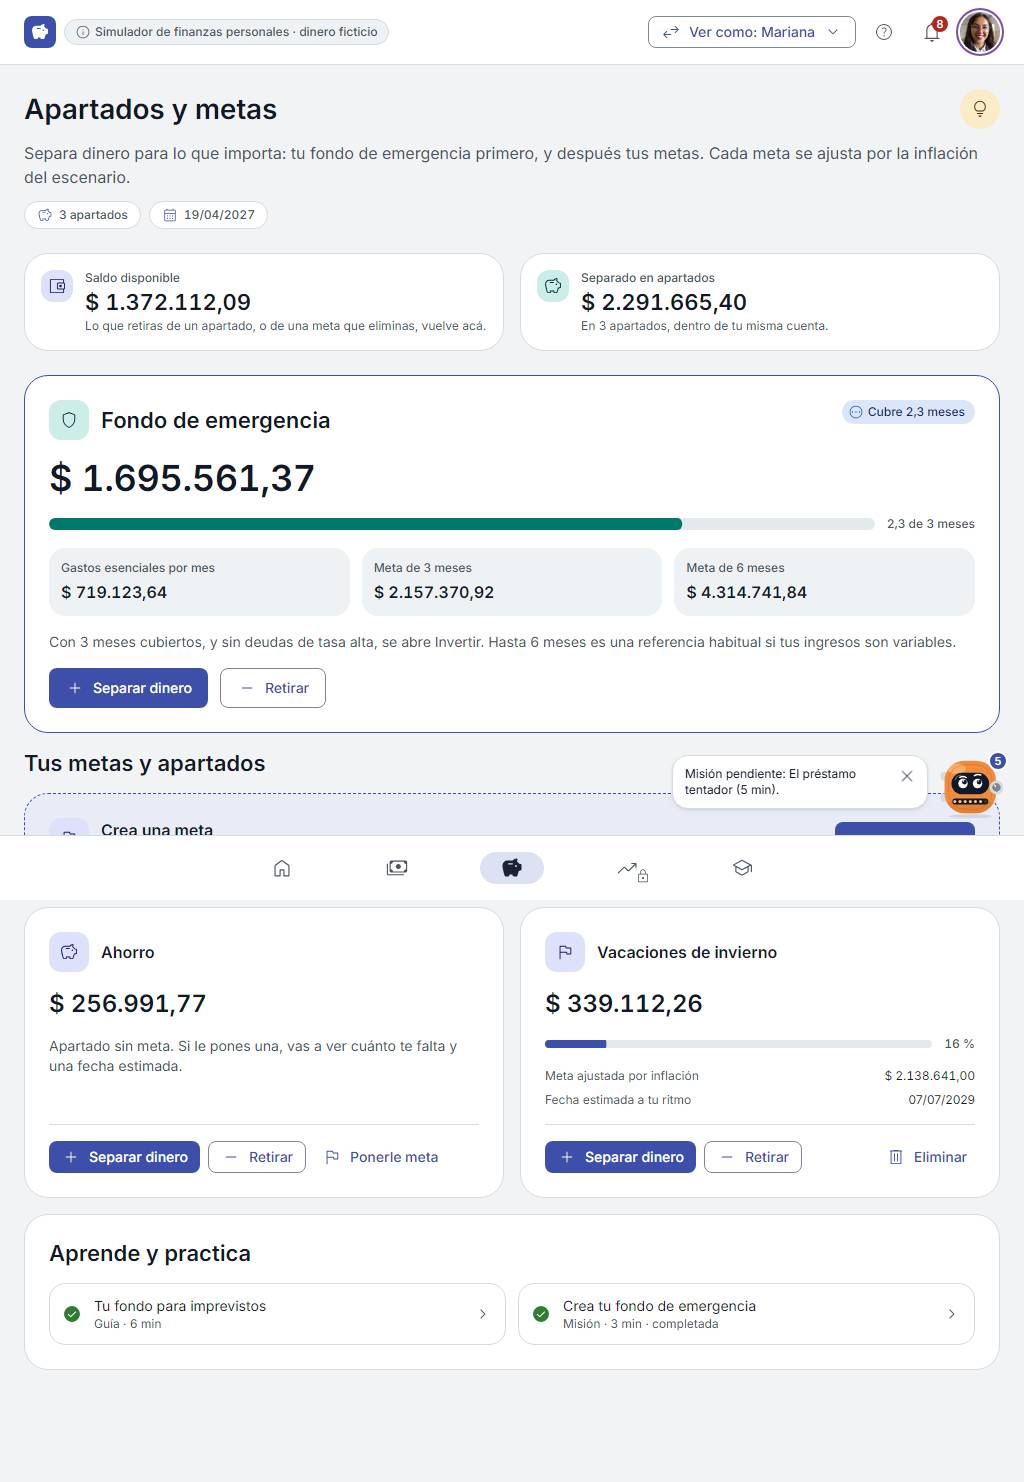 Simulador de finanzas personales · dinero ficticio
Ver como: Mariana
8
Apartados y metas
Separa dinero para lo que importa: tu fondo de emergencia primero, y después tus metas. Cada meta se ajusta por la inflación
del escenario.
3 apartados
19/04/2027
Saldo disponible
$ 1.372.112,09
Lo que retiras de un apartado, o de una meta que eliminas, vuelve acá.
Separado en apartados
$ 2.291.665,40
En 3 apartados, dentro de tu misma cuenta.
Fondo de emergencia
Cubre 2,3 meses
$ 1.695.561,37
2,3 de 3 meses
Gastos esenciales por mes
$ 719.123,64
Meta de 3 meses
$ 2.157.370,92
Meta de 6 meses
$ 4.314.741,84
Con 3 meses cubiertos, y sin deudas de tasa alta, se abre Invertir. Hasta 6 meses es una referencia habitual si tus ingresos son variables.
Separar dinero
Retirar
Tus metas y apartados
Misión pendiente: El préstamo
tentador (5 min).
5
Crea una meta
Ahorro
$ 256.991,77
Apartado sin meta. Si le pones una, vas a ver cuánto te falta y
una fecha estimada.
Separar dinero
Retirar
Ponerle meta
Vacaciones de invierno
$ 339.112,26
16 %
Meta ajustada por inflación
$ 2.138.641,00
Fecha estimada a tu ritmo
07/07/2029
Separar dinero
Retirar
Eliminar
Aprende y practica
Tu fondo para imprevistos
Guía · 6 min
Crea tu fondo de emergencia
Misión · 3 min · completada